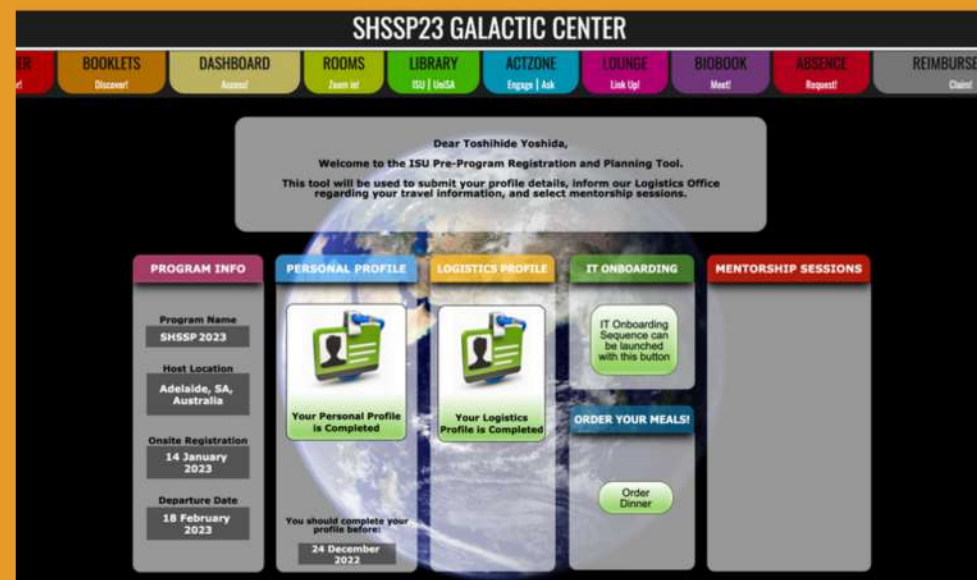 SHSSP23 GALACTIC CENTER
ER BOOKLETS DASHBOARD ROOMS LIBRARY ACTZONE LOUNGE BIOBOOK ABSENCE REIMBURSE
Discover! Access! Zoom in! ISU | UniSA Engage | Ask Link Up! Meet! Request! Claim!
Dear Toshihide Yoshida,
Welcome to the ISU Pre-Program Registration and Planning Tool.
This tool will be used to submit your profile details, inform our Logistics Office
regarding your travel information, and select mentorship sessions.
PROGRAM INFO
Program Name
SHSSP 2023
Host Location
Adelaide, SA,
Australia
Onsite Registration
14 January
2023
Departure Date
18 February
2023
PERSONAL PROFILE
Your Personal Profile
is Completed
You should complete your
profile before:
24 December
2022
LOGISTICS PROFILE
Your Logistics
Profile is Completed
IT ONBOARDING
IT Onboarding
Sequence can
be launched
with this button
ORDER YOUR MEALS!
Order
Dinner
MENTORSHIP SESSIONS